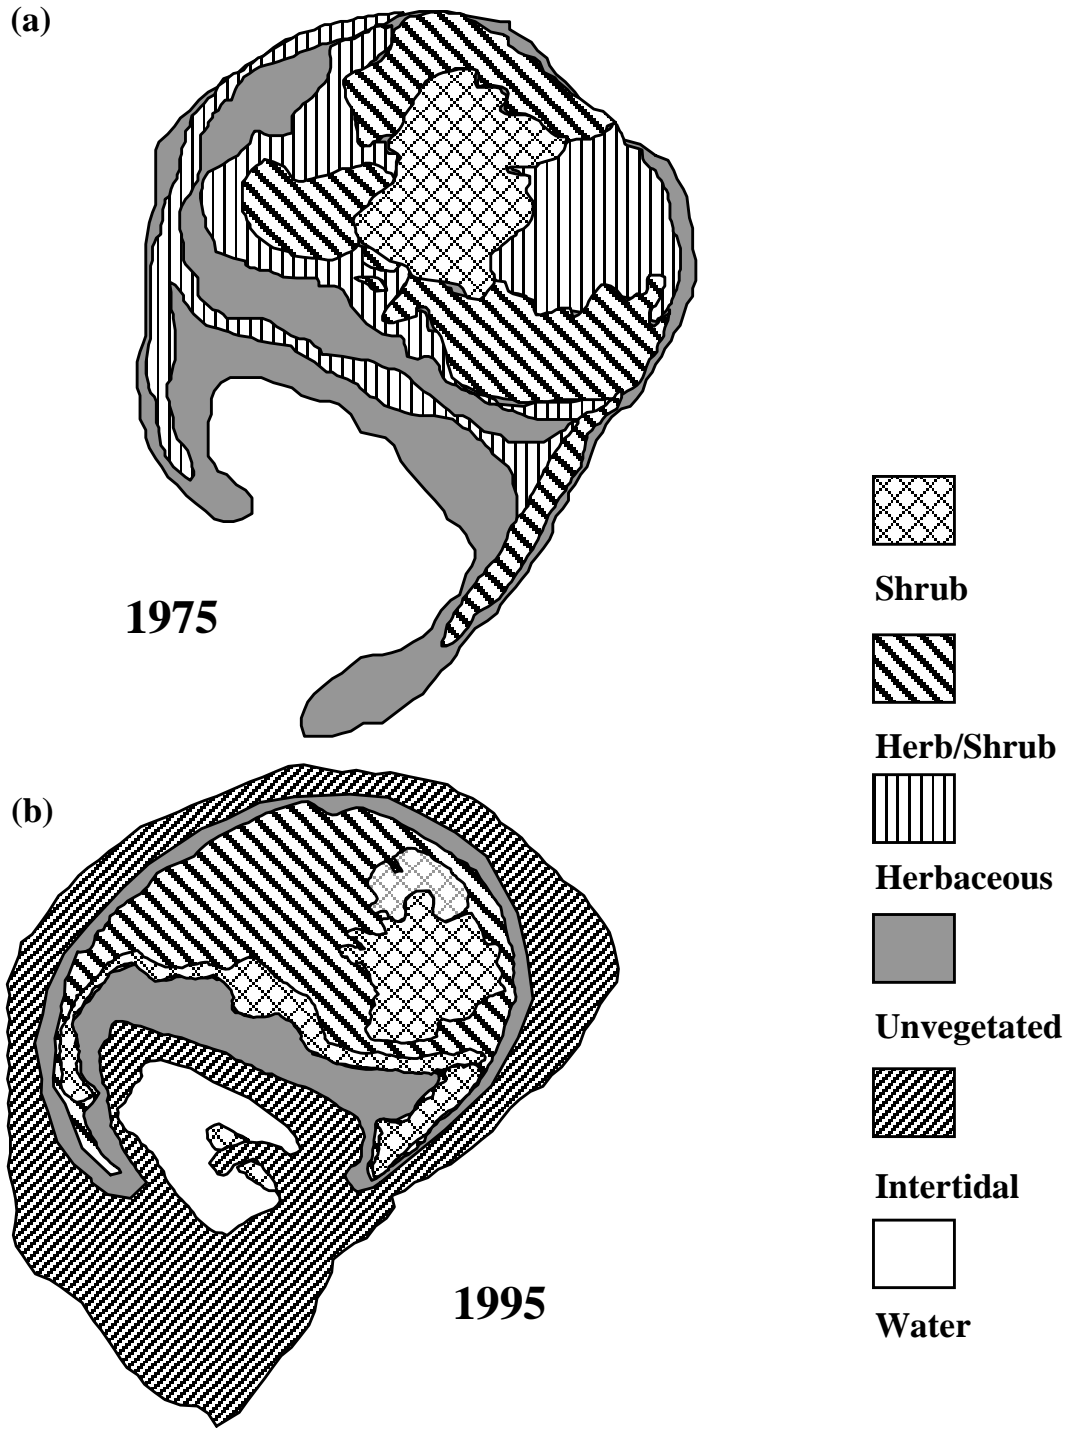 (a)
1975
Shrub
Herb/Shrub
(b)
Herbaceous
Unvegetated
Intertidal
1995
Water